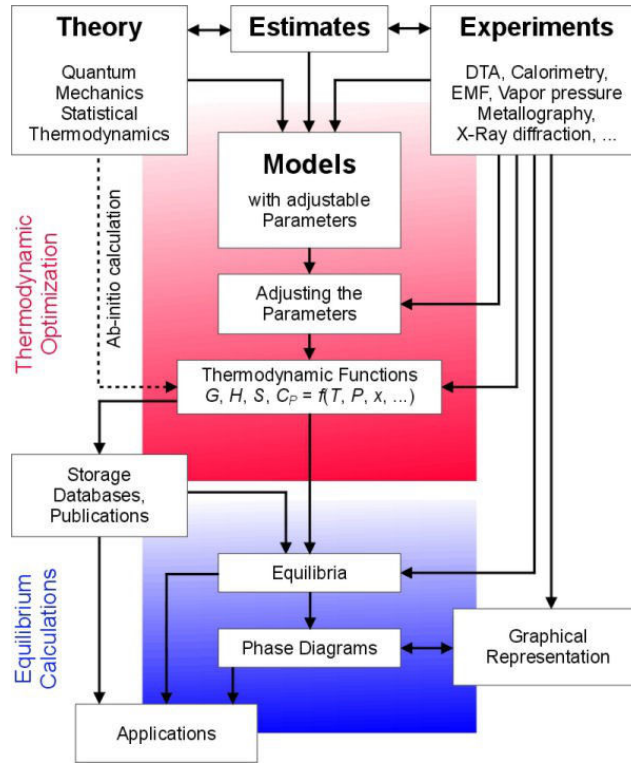 Theory
Quantum
Mechanics
Statistical
Thermodynamics
Estimates
Experiments
DTA, Calorimetry,
EMF, Vapor pressure
Metallography,
X-Ray diffraction, ...
Models
with adjustable
Parameters
Thermodynamic
Optimization
Ab-initio calculation
Adjusting the
Parameters
Thermodynamic Functions
G, H, S, C_P = f(T, P, x, ...)
Storage
Databases,
Publications
Equilibrium
Calculations
Equilibria
Phase Diagrams
Graphical
Representation
Applications